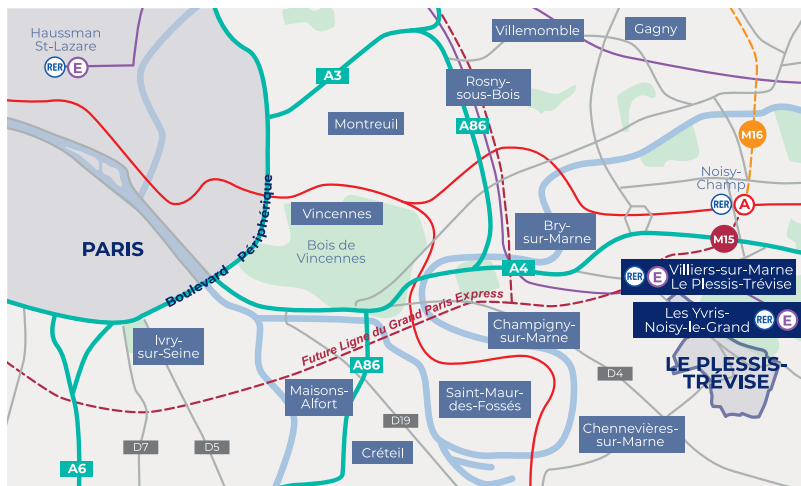 Haussman
St-Lazare
RER E
Villemomble
Gagny
A3
Rosny-
sous-Bois
Montreuil
A86
M16
Noisy-
Champ
RER A
Vincennes
Bois de
Vincennes
Bry
-sur-Marne
M15
PARIS
Boulevard Périphérique
A4
RER E Villiers-sur-Marne
Le Plessis-Trévise
Les Yvris-
Noisy-le-Grand RER E
Future Ligne du Grand Paris Express
Champigny
-sur-Marne
Ivry
-sur-Seine
A86
LE PLESSIS-
TRÉVISE
D4
Maisons-
Alfort
Saint-Maur
-des-Fossés
D19
Chennevières-
sur-Marne
D7
D5
Créteil
A6